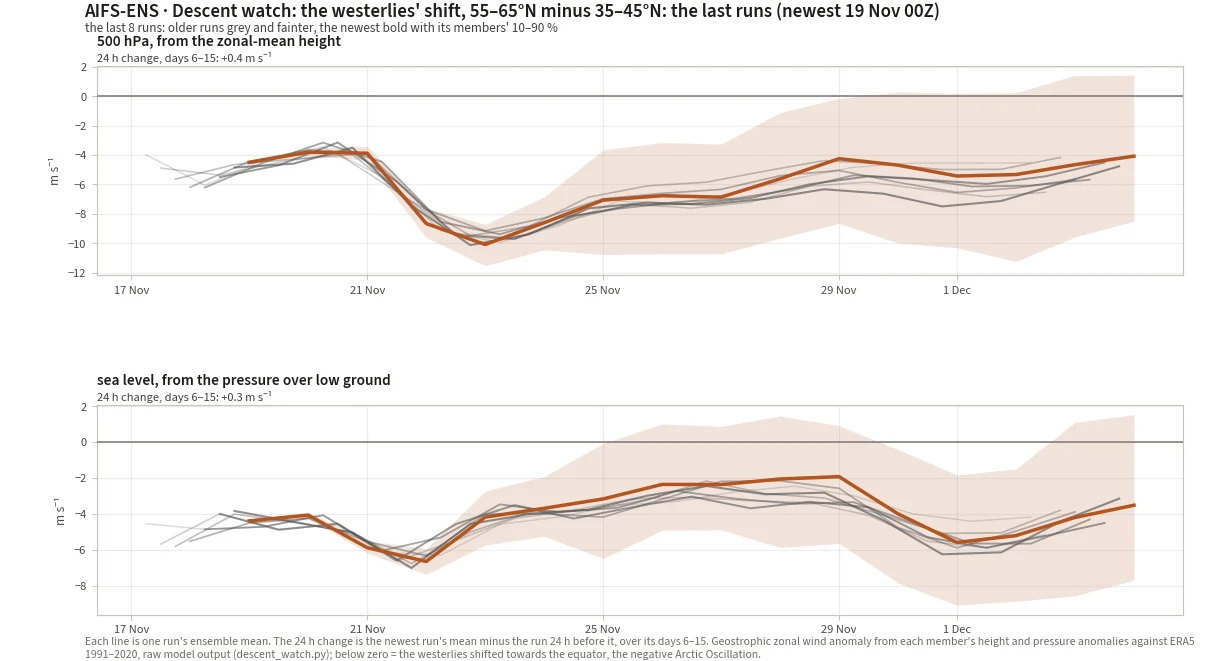 AIFS-ENS · Descent watch: the westerlies' shift, 55–65°N minus 35–45°N: the last runs (newest 19 Nov 00Z)
the last 8 runs: older runs grey and fainter, the newest bold with its members' 10–90 %
500 hPa, from the zonal-mean height
24 h change, days 6–15: +0.4 m s⁻¹
2
0
−2
−4
−6
−8
−10
−12
m s⁻¹
17 Nov 21 Nov 25 Nov 29 Nov 1 Dec
sea level, from the pressure over low ground
24 h change, days 6–15: +0.3 m s⁻¹
2
0
−2
−4
−6
−8
m s⁻¹
17 Nov 21 Nov 25 Nov 29 Nov 1 Dec
Each line is one run's ensemble mean. The 24 h change is the newest run's mean minus the run 24 h before it, over its days 6–15. Geostrophic zonal wind anomaly from each member's height and pressure anomalies against ERA5
1991–2020, raw model output (descent_watch.py); below zero = the westerlies shifted towards the equator, the negative Arctic Oscillation.